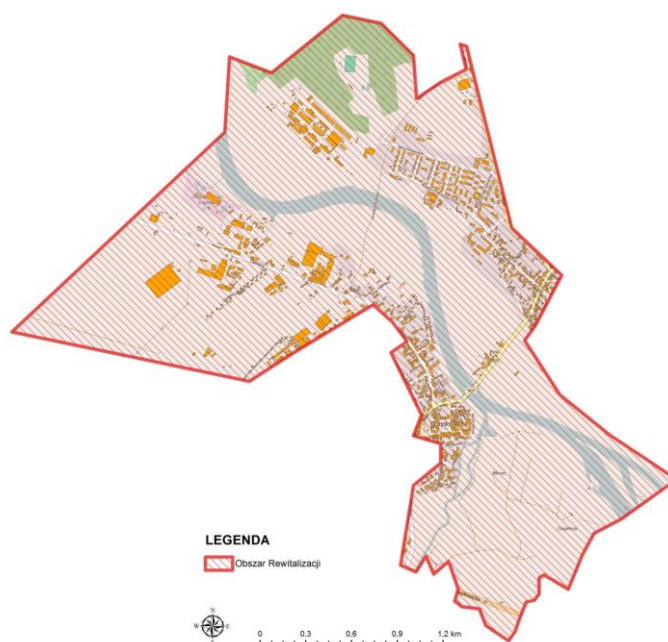 LEGENDA
Obszar Rewitalizacji
N
W E
S
0 0,3 0,6 0,9 1,2 km